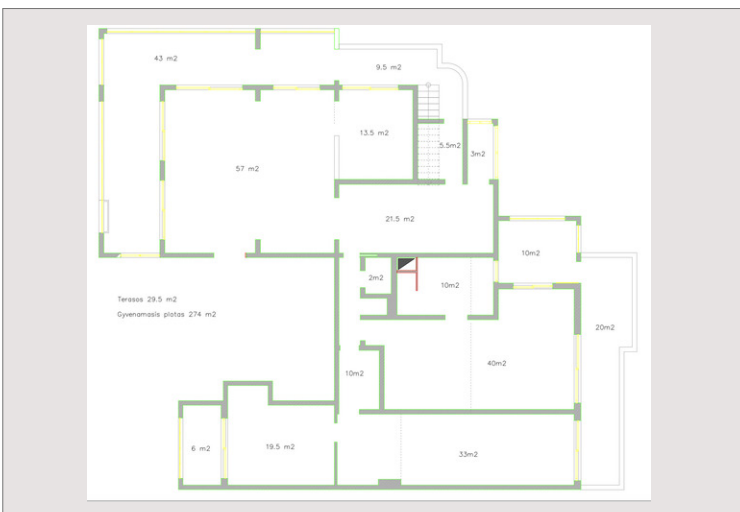 43 m2
9.5 m2
13.5 m2
5.5m2
3m2
57 m2
21.5 m2
10m2
2m2
10m2
Terasos 29.5 m2
Gyvenamasis plotas 274 m2
20m2
40m2
10m2
6 m2
19.5 m2
33m2